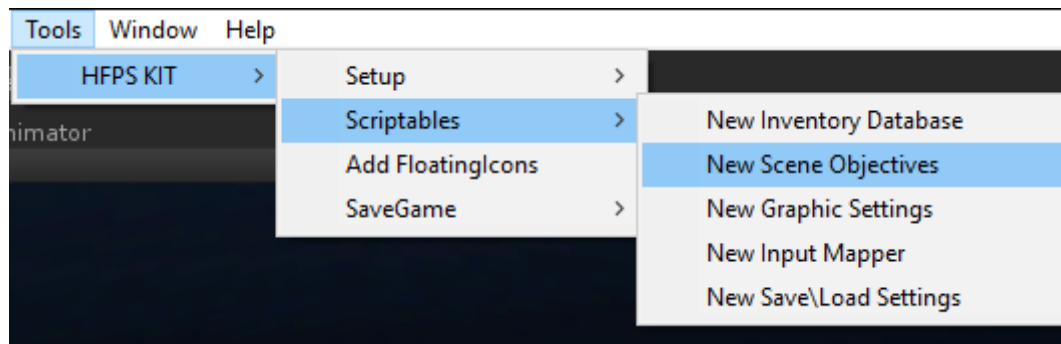 Tools Window Help
HFPS KIT >
Setup >
Scriptables >
Add FloatingIcons
SaveGame >
New Inventory Database
New Scene Objectives
New Graphic Settings
New Input Mapper
New Save\Load Settings
nimator